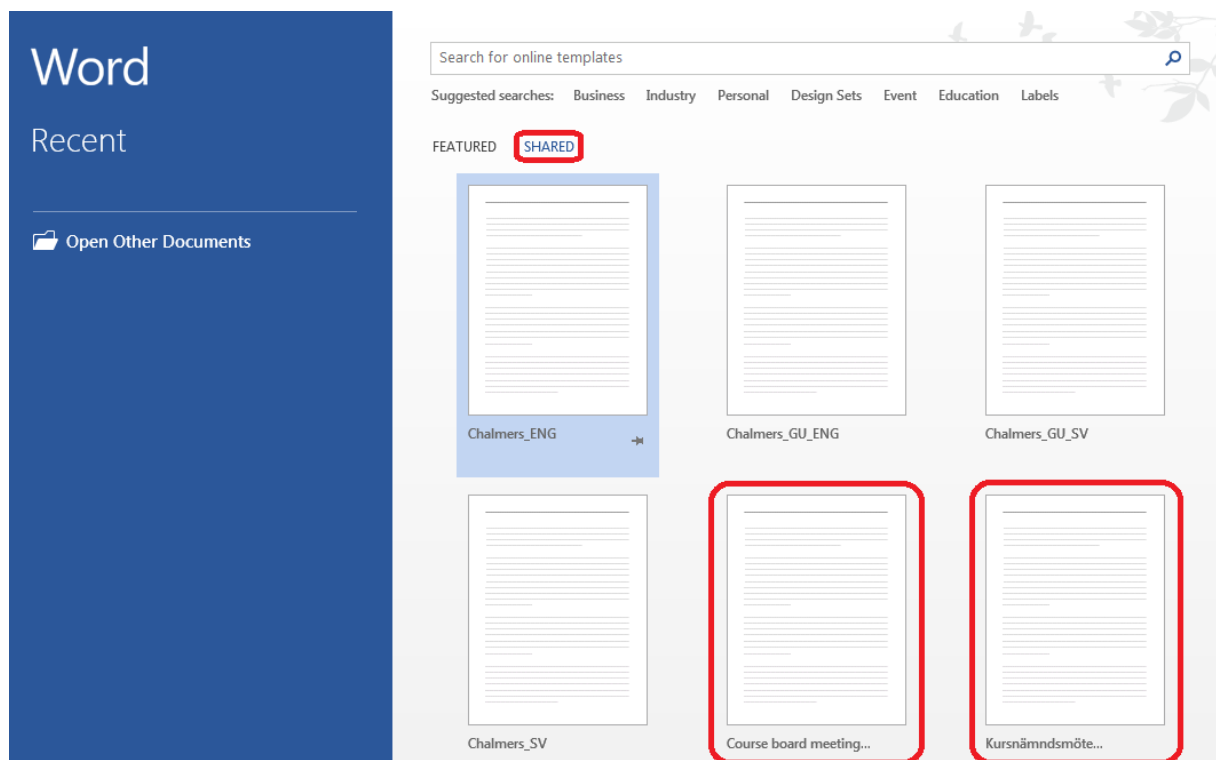 Word
Recent
Open Other Documents
Search for online templates
Suggested searches: Business Industry Personal Design Sets Event Education Labels
FEATURED SHARED
Chalmers_ENG Chalmers_GU_ENG Chalmers_GU_SV
Chalmers_SV Course board meeting... Kursnämndsmöte...